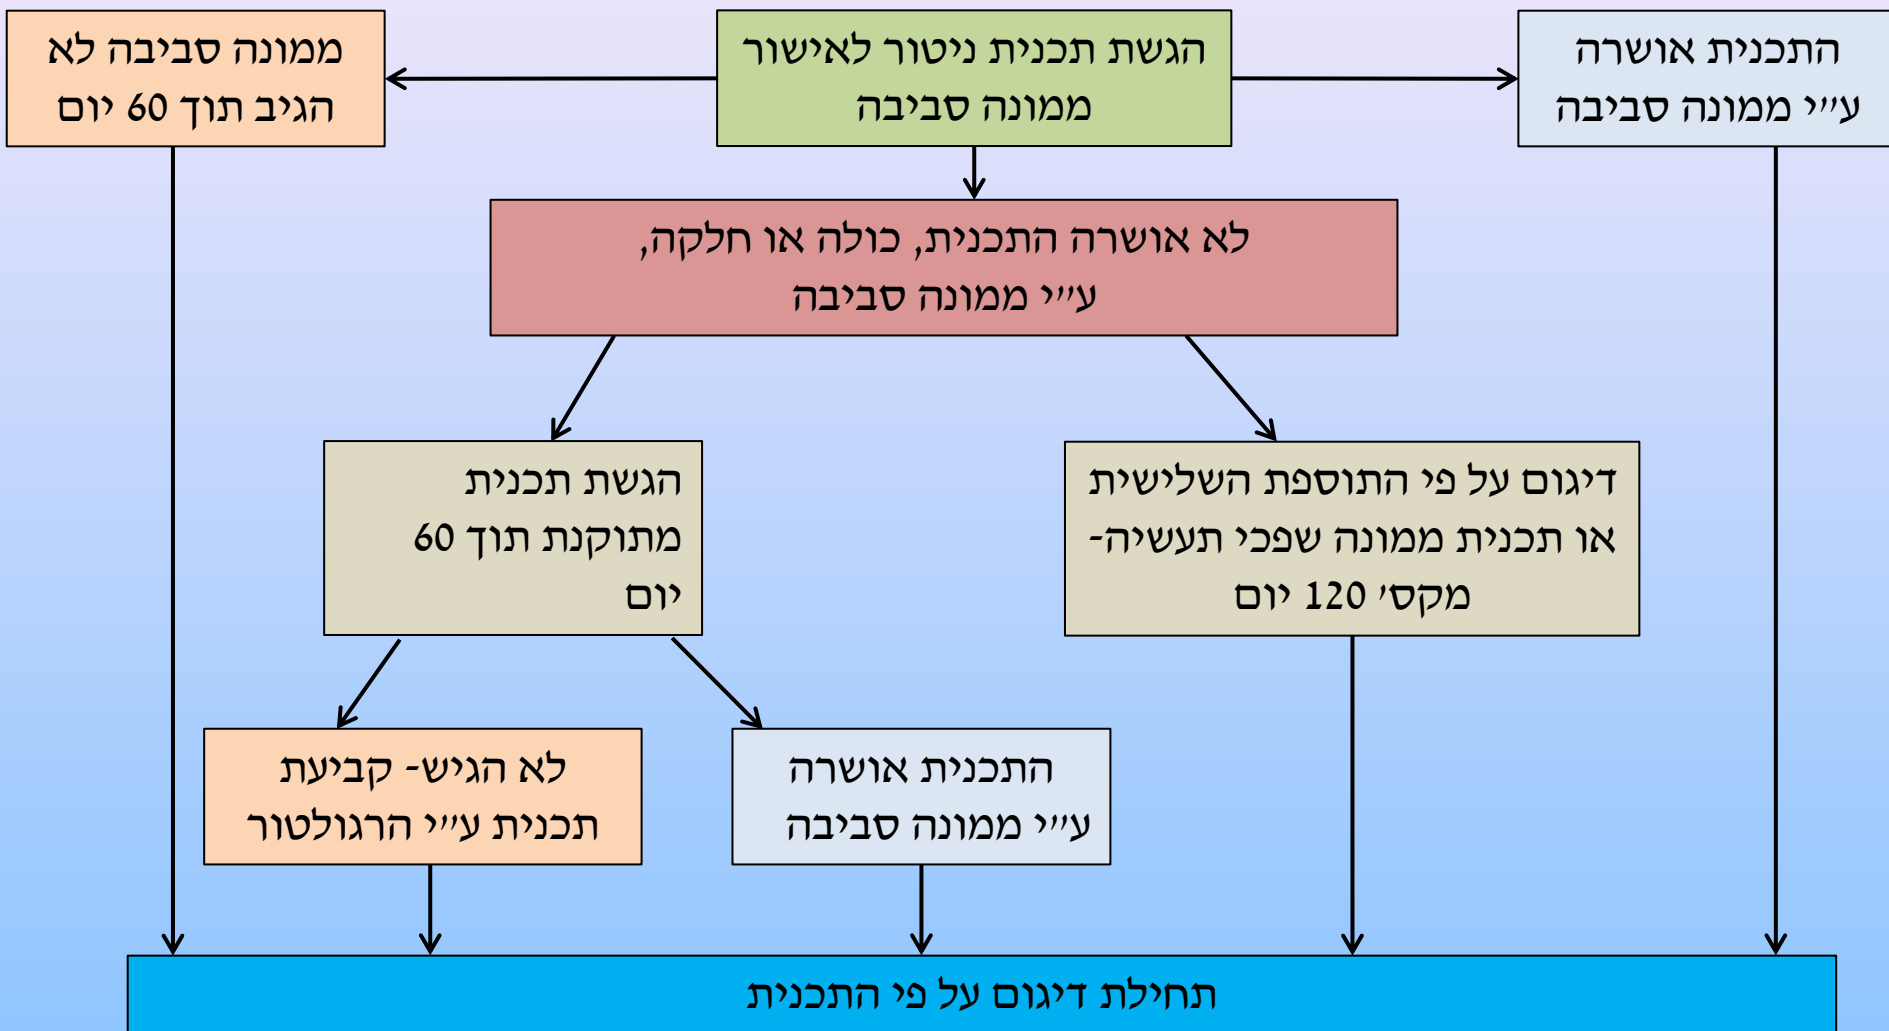 התכנית אושרה
ע״י ממונה סביבה
הגשת תכנית ניטור לאישור
ממונה סביבה
ממונה סביבה לא
הגיב תוך 60 יום
לא אושרה התכנית, כולה או חלקה,
ע״י ממונה סביבה
דיגום על פי התוספת השלישית
או תכנית ממונה שפכי תעשיה-
מקס׳ 120 יום
הגשת תכנית
מתוקנת תוך 60
יום
התכנית אושרה
ע״י ממונה סביבה
לא הגיש- קביעת
תכנית ע״י הרגולטור
תחילת דיגום על פי התכנית